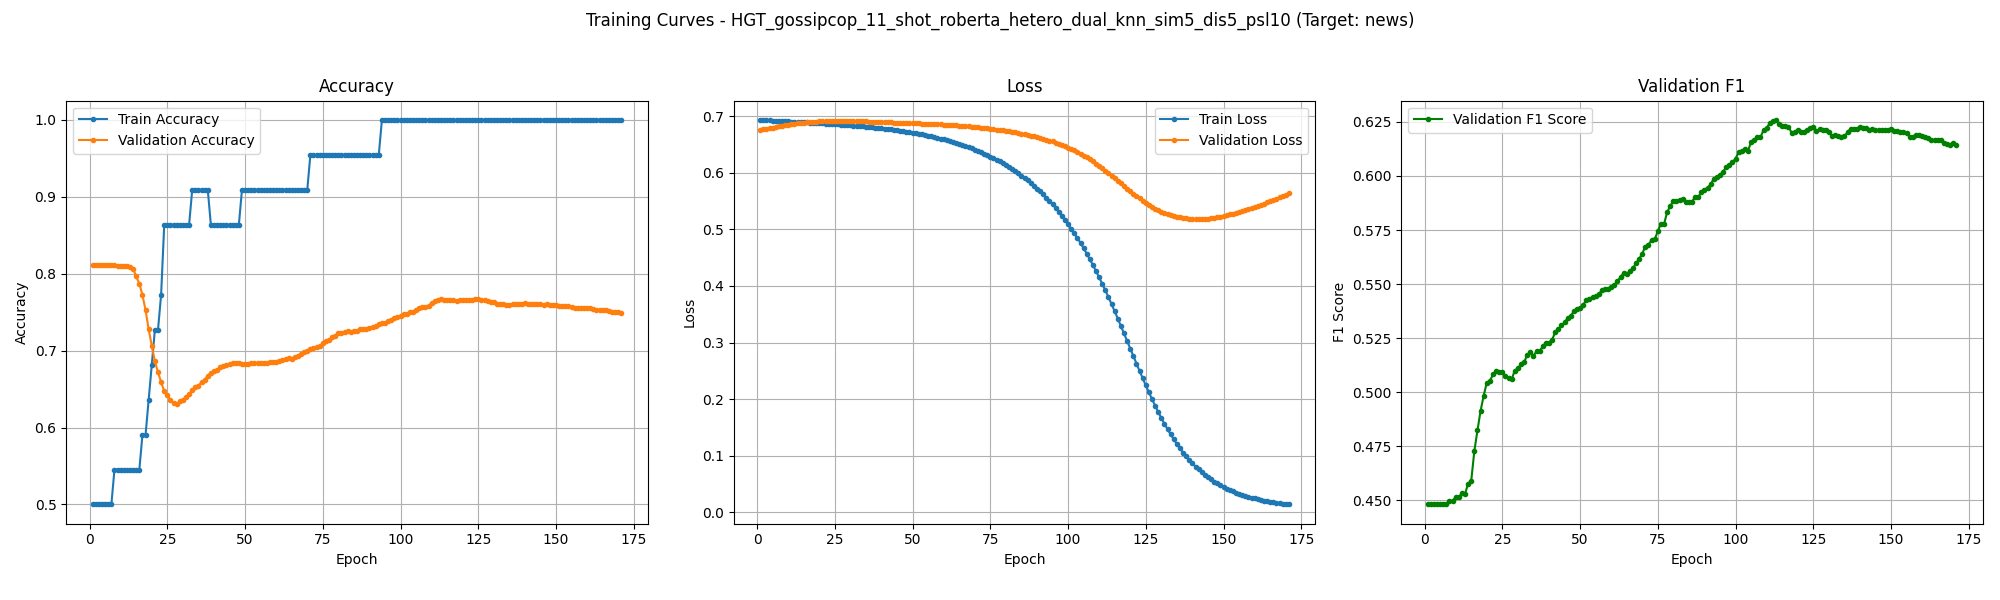 Training Curves - HGT_gossipcop_11_shot_roberta_hetero_dual_knn_sim5_dis5_psl10 (Target: news)
Accuracy
Train Accuracy
Validation Accuracy
1.0
0.9
0.8
0.7
0.6
0.5
Accuracy
0 25 50 75 100 125 150 175
Epoch
Loss
Train Loss
Validation Loss
0.7
0.6
0.5
0.4
0.3
0.2
0.1
0.0
Loss
0 25 50 75 100 125 150 175
Epoch
Validation F1
Validation F1 Score
0.625
0.600
0.575
0.550
0.525
0.500
0.475
0.450
F1 Score
0 25 50 75 100 125 150 175
Epoch